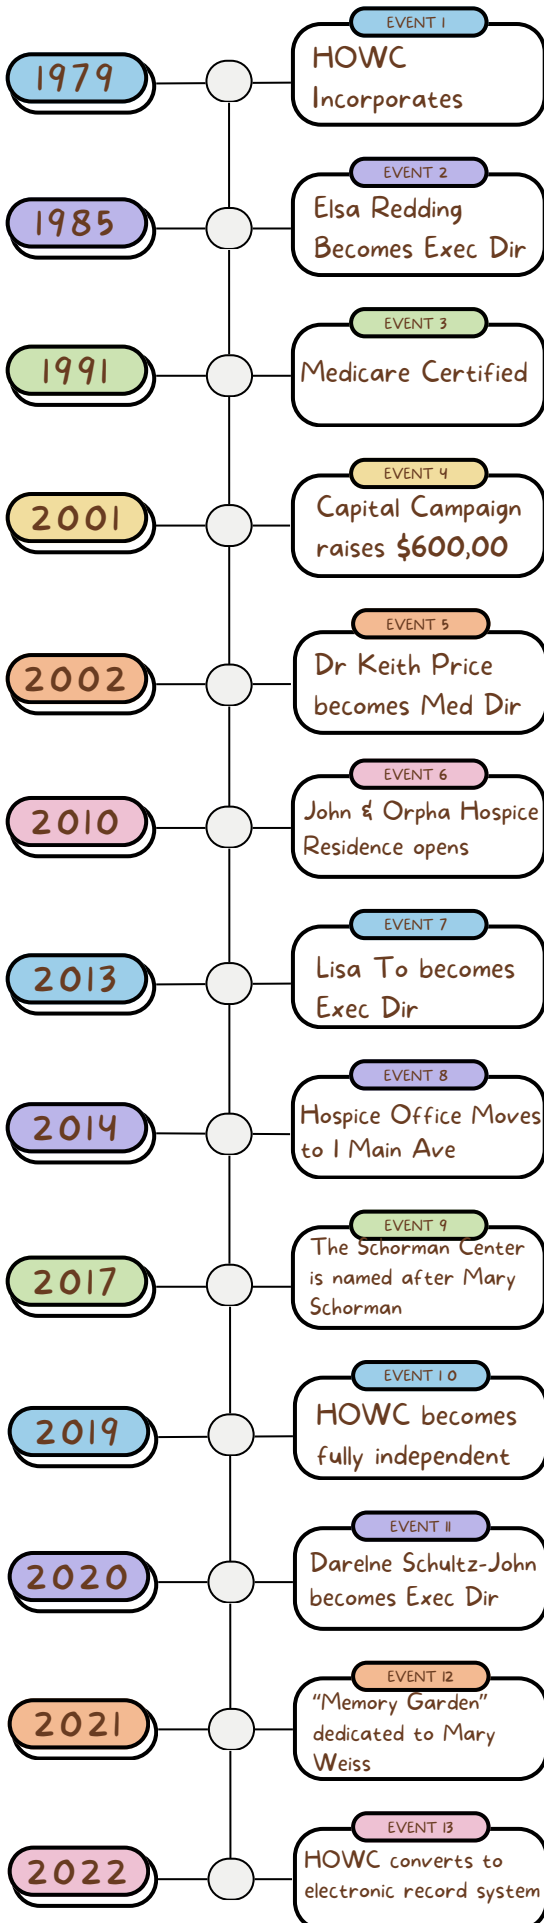 EVENT 1
1979
HOWC
Incorporates
EVENT 2
1985
Elsa Redding
Becomes Exec Dir
EVENT 3
1991
Medicare Certified
EVENT 4
2001
Capital Campaign
raises $600,00
EVENT 5
2002
Dr Keith Price
becomes Med Dir
EVENT 6
2010
John & Orpha Hospice
Residence opens
EVENT 7
2013
Lisa To becomes
Exec Dir
EVENT 8
2014
Hospice Office Moves
to 1 Main Ave
EVENT 9
2017
The Schorman Center
is named after Mary
Schorman
EVENT 10
2019
HOWC becomes
fully independent
EVENT 11
2020
Darelne Schultz-John
becomes Exec Dir
EVENT 12
2021
"Memory Garden"
dedicated to Mary
Weiss
EVENT 13
2022
HOWC converts to
electronic record system